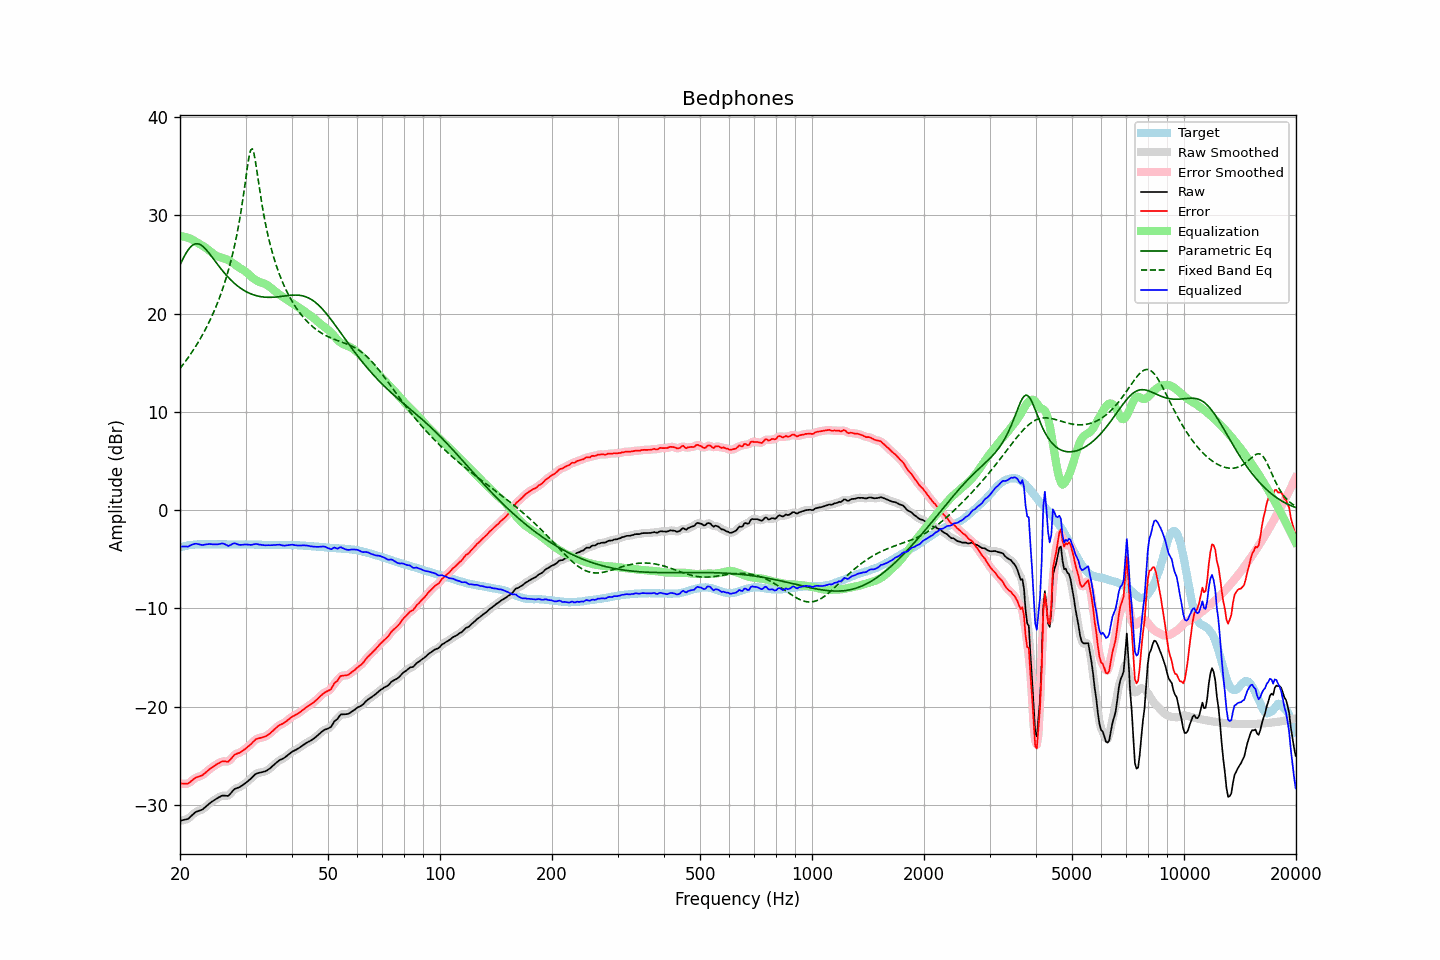 Bedphones
Amplitude (dBr)
40
30
20
10
0
−10
−20
−30
Target
Raw Smoothed
Error Smoothed
Raw
Error
Equalization
Parametric Eq
Fixed Band Eq
Equalized
20
50
100
200
500
1000
2000
5000
10000
20000
Frequency (Hz)